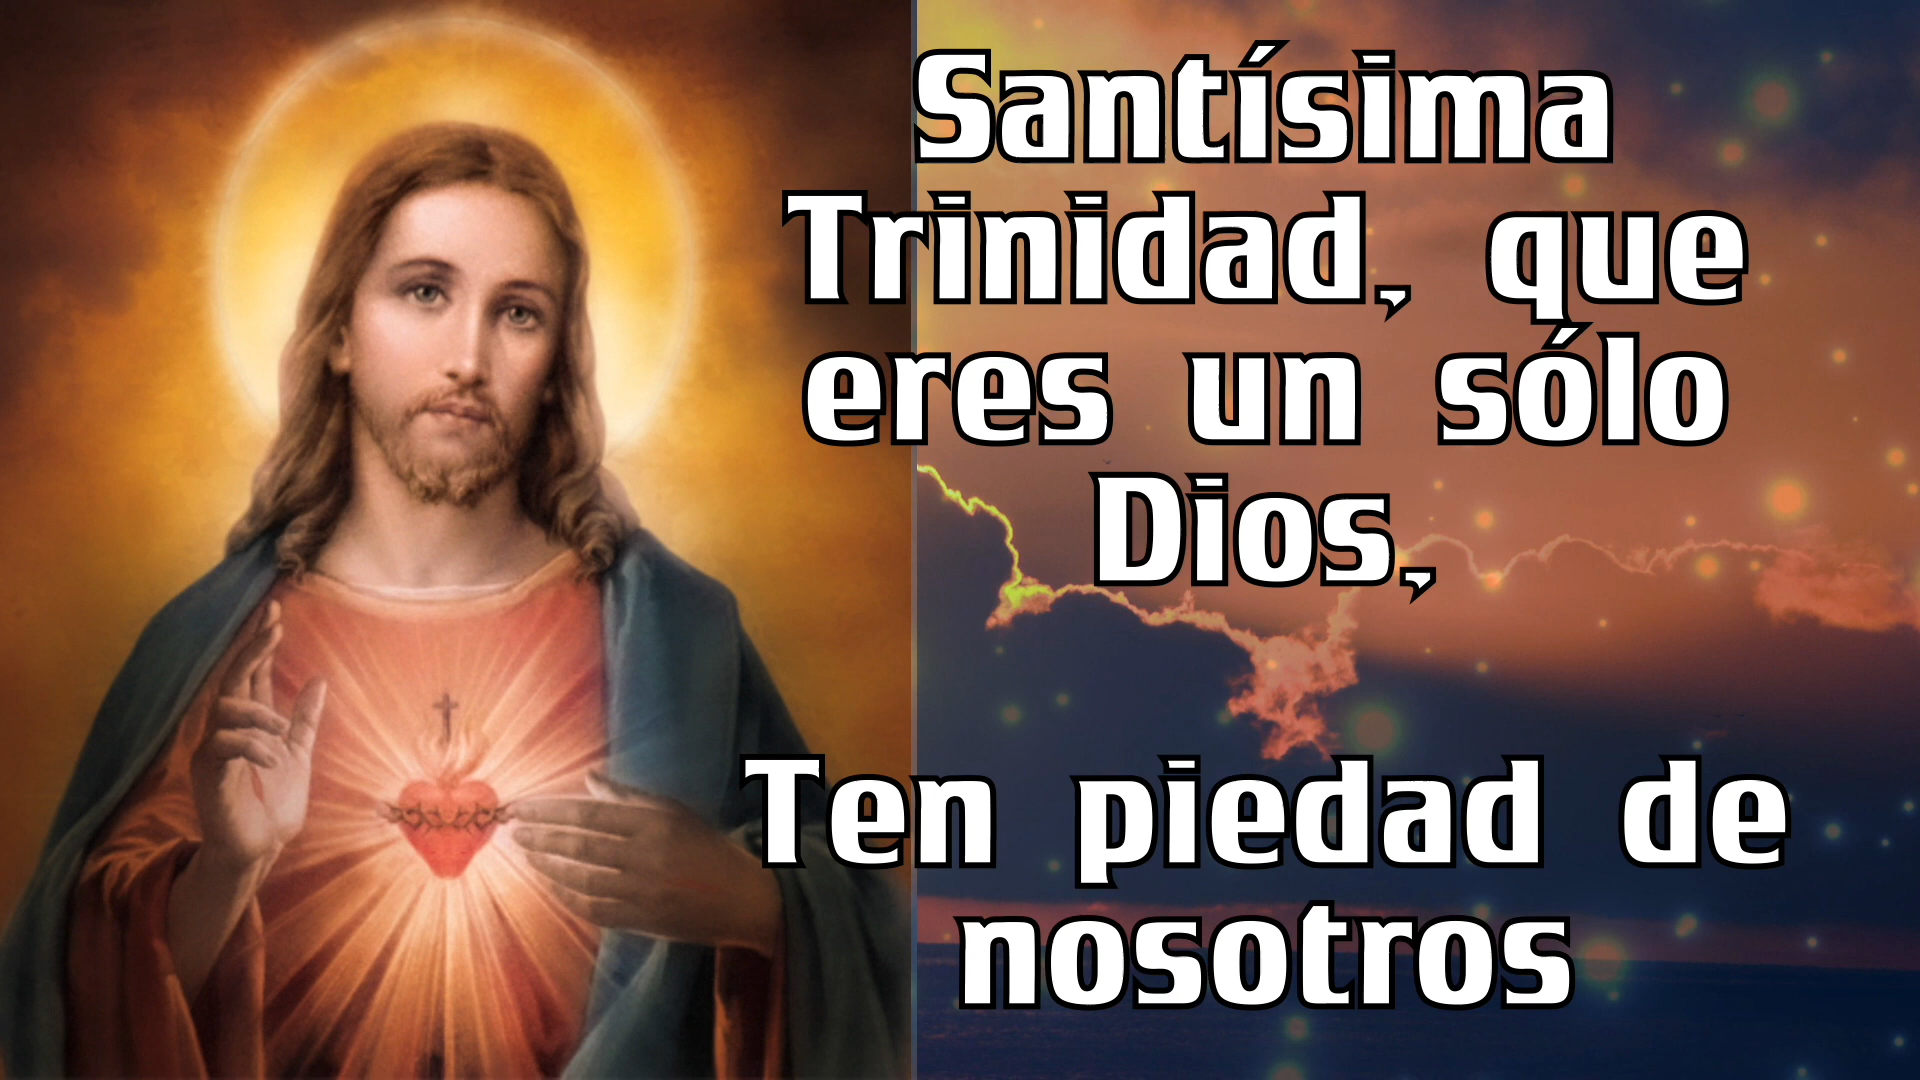 Santísima
Trinidad, que
eres un sólo
Dios,
Ten piedad de
nosotros